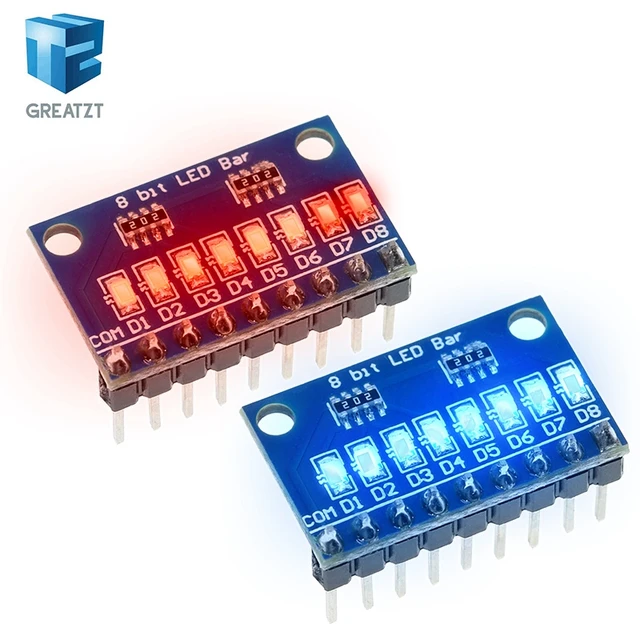 GREATZT
8 bit LED Bar
202
202
COM D1 D2 D3 D4 D5 D6 D7 D8
8 bit LED Bar
202
202
COM D1 D2 D3 D4 D5 D6 D7 D8